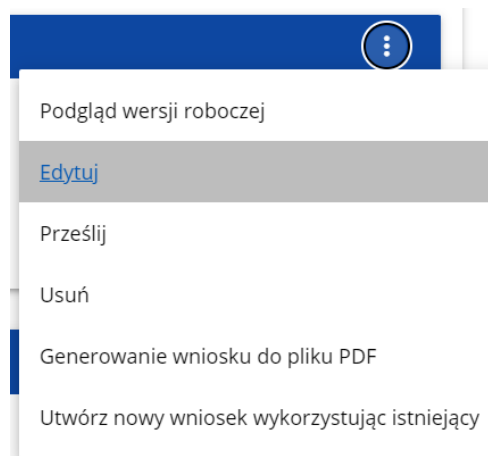 Podgląd wersji roboczej
Edytuj
Prześlij
Usuń
Generowanie wniosku do pliku PDF
Utwórz nowy wniosek wykorzystując istniejący